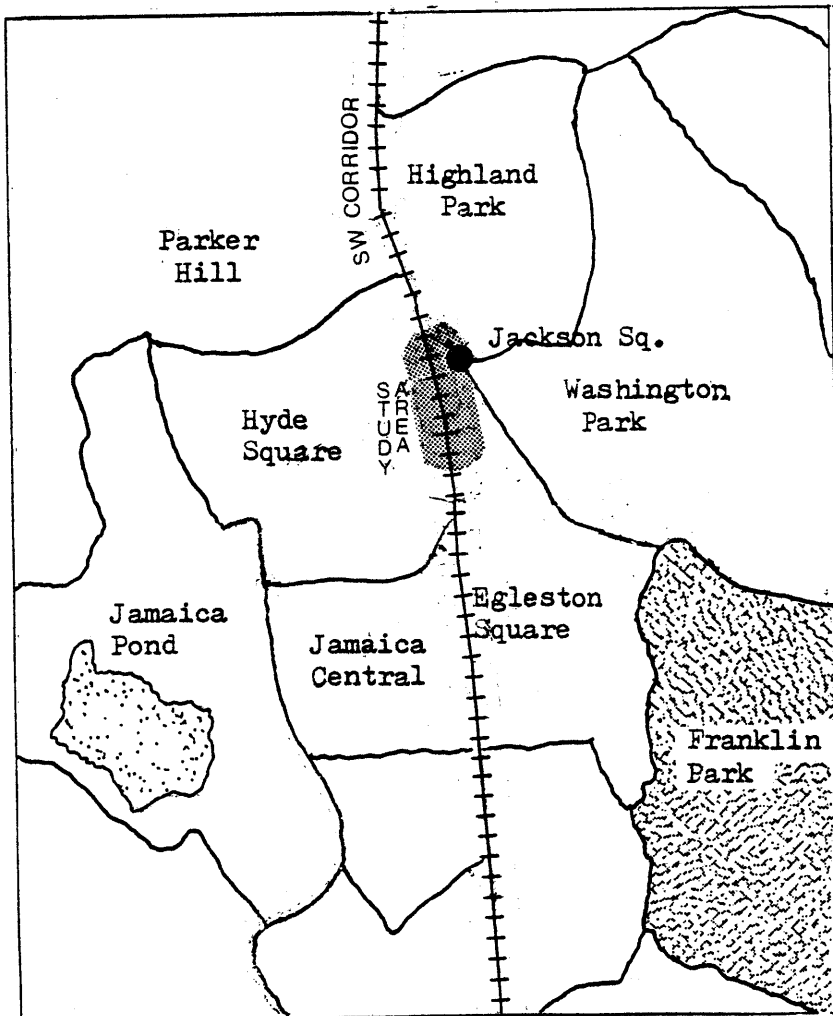 SW CORRIDOR
Highland
Park
Parker
Hill
Jackson Sq.
STUDY
AREA
Washington
Park
Hyde
Square
Egleston
Square
Jamaica
Pond
Jamaica
Central
Franklin
Park